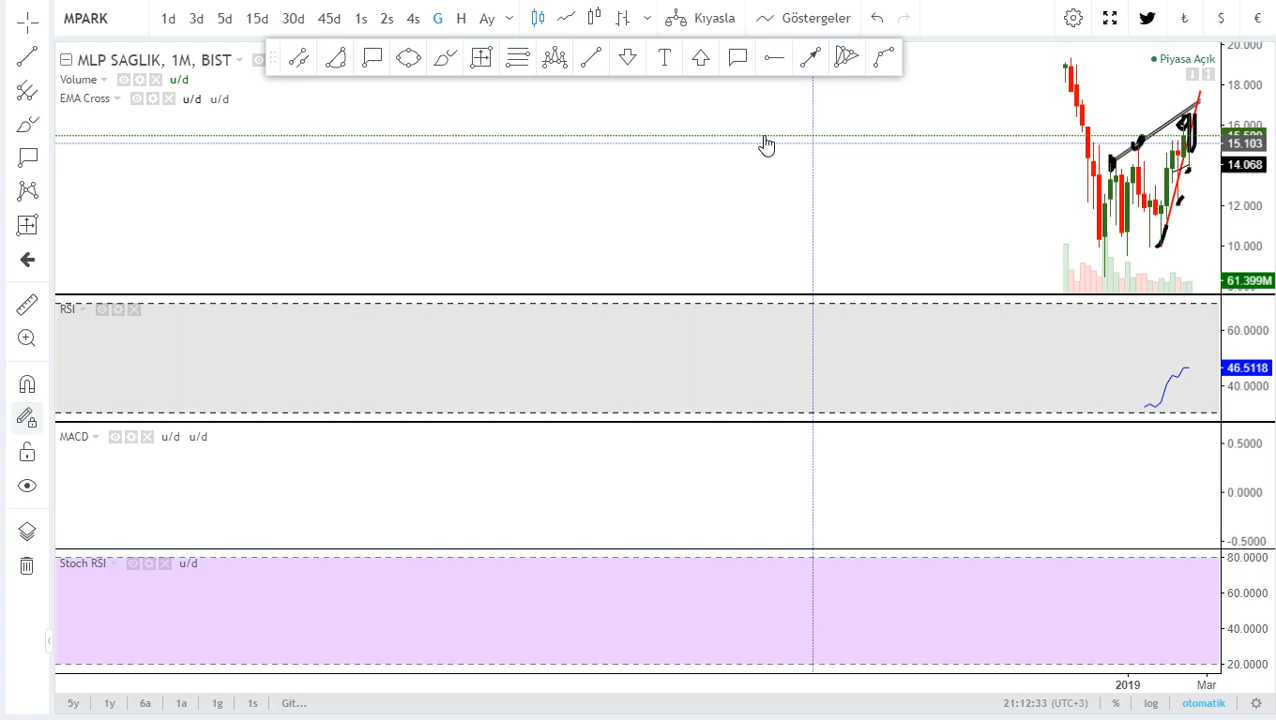 MPARK 1d 3d 5d 15d 30d 45d 1s 2s 4s G H Ay Kıyasla Göstergeler ₺ $ €
MLP SAGLIK, 1M, BIST
Piyasa Açık
Volume u/d
EMA Cross u/d u/d
20.000
18.000
16.000
15.103
14.068
12.000
10.000
61.399M
RSI
60.0000
46.5118
40.0000
MACD u/d u/d
0.5000
0.0000
-0.5000
Stoch RSI u/d
80.0000
60.0000
40.0000
20.0000
2019 Mar
5y 1y 6a 1a 1g 1s Git... 21:12:33 (UTC+3) % log otomatik